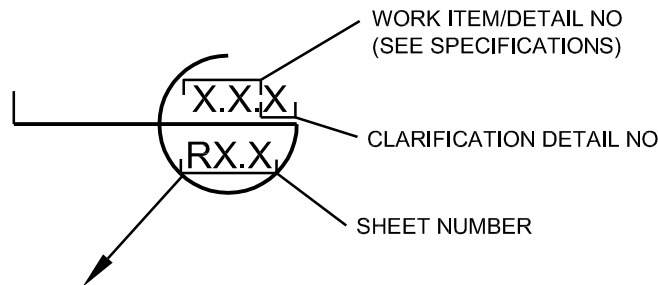 WORK ITEM/DETAIL NO
(SEE SPECIFICATIONS)
X.X.X
CLARIFICATION DETAIL NO
RX.X
SHEET NUMBER